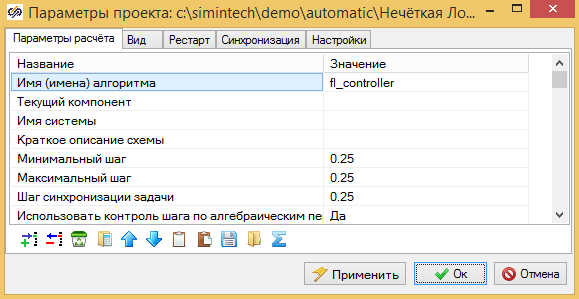 Параметры проекта: c:\simintech\demo\automatic\Нечёткая Ло...
Параметры расчёта Вид Рестарт Синхронизация Настройки
Название Значение
Имя (имена) алгоритма fl_controller
Текущий компонент
Имя системы
Краткое описание схемы
Минимальный шаг 0.25
Максимальный шаг 0.25
Шаг синхронизации задачи 0.25
Использовать контроль шага по алгебраическим пе Да
Применить Ок Отмена